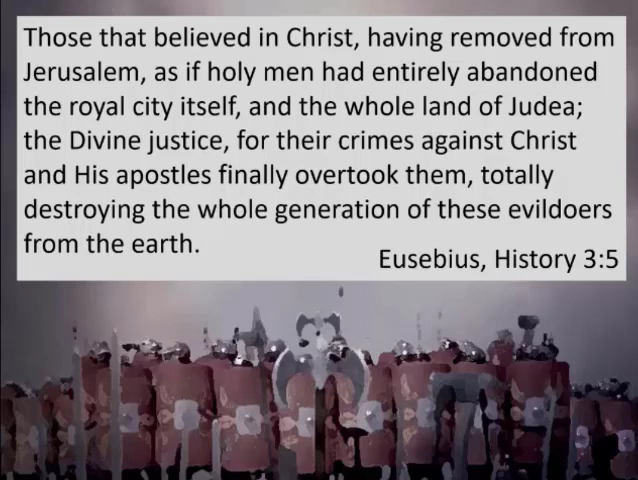 Those that believed in Christ, having removed from
Jerusalem, as if holy men had entirely abandoned
the royal city itself, and the whole land of Judea;
the Divine justice, for their crimes against Christ
and His apostles finally overtook them, totally
destroying the whole generation of these evildoers
from the earth.
Eusebius, History 3:5